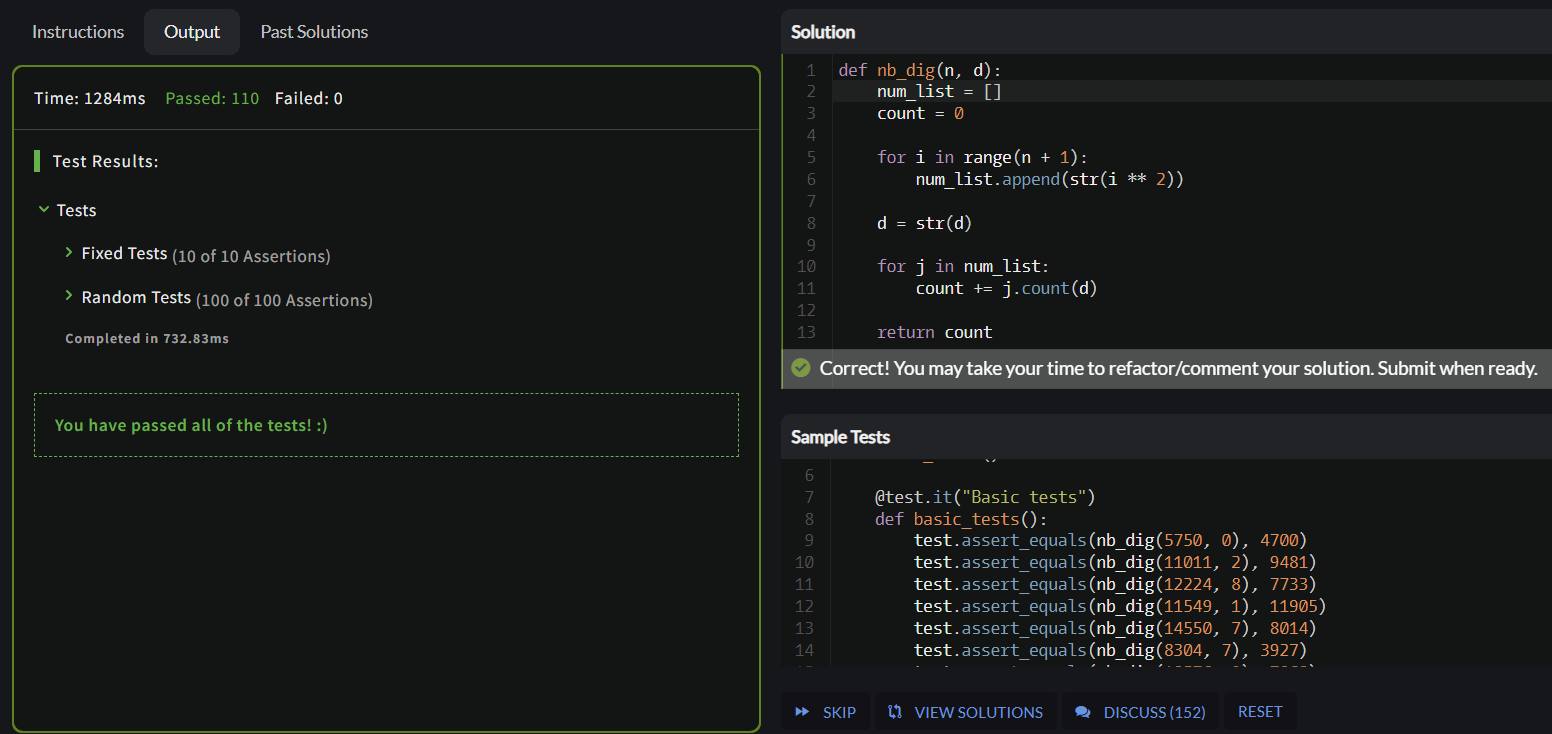 Instructions Output Past Solutions
Time: 1284ms Passed: 110 Failed: 0
Test Results:
Tests
Fixed Tests (10 of 10 Assertions)
Random Tests (100 of 100 Assertions)
Completed in 732.83ms
You have passed all of the tests! :)
Solution
1 def nb_dig(n, d):
2     num_list = []
3     count = 0
4
5     for i in range(n + 1):
6         num_list.append(str(i ** 2))
7
8     d = str(d)
9
10     for j in num_list:
11         count += j.count(d)
12
13     return count
Correct! You may take your time to refactor/comment your solution. Submit when ready.
Sample Tests
6
7     @test.it("Basic tests")
8     def basic_tests():
9         test.assert_equals(nb_dig(5750, 0), 4700)
10         test.assert_equals(nb_dig(11011, 2), 9481)
11         test.assert_equals(nb_dig(12224, 8), 7733)
12         test.assert_equals(nb_dig(11549, 1), 11905)
13         test.assert_equals(nb_dig(14550, 7), 8014)
14         test.assert_equals(nb_dig(8304, 7), 3927)
SKIP VIEW SOLUTIONS DISCUSS (152) RESET